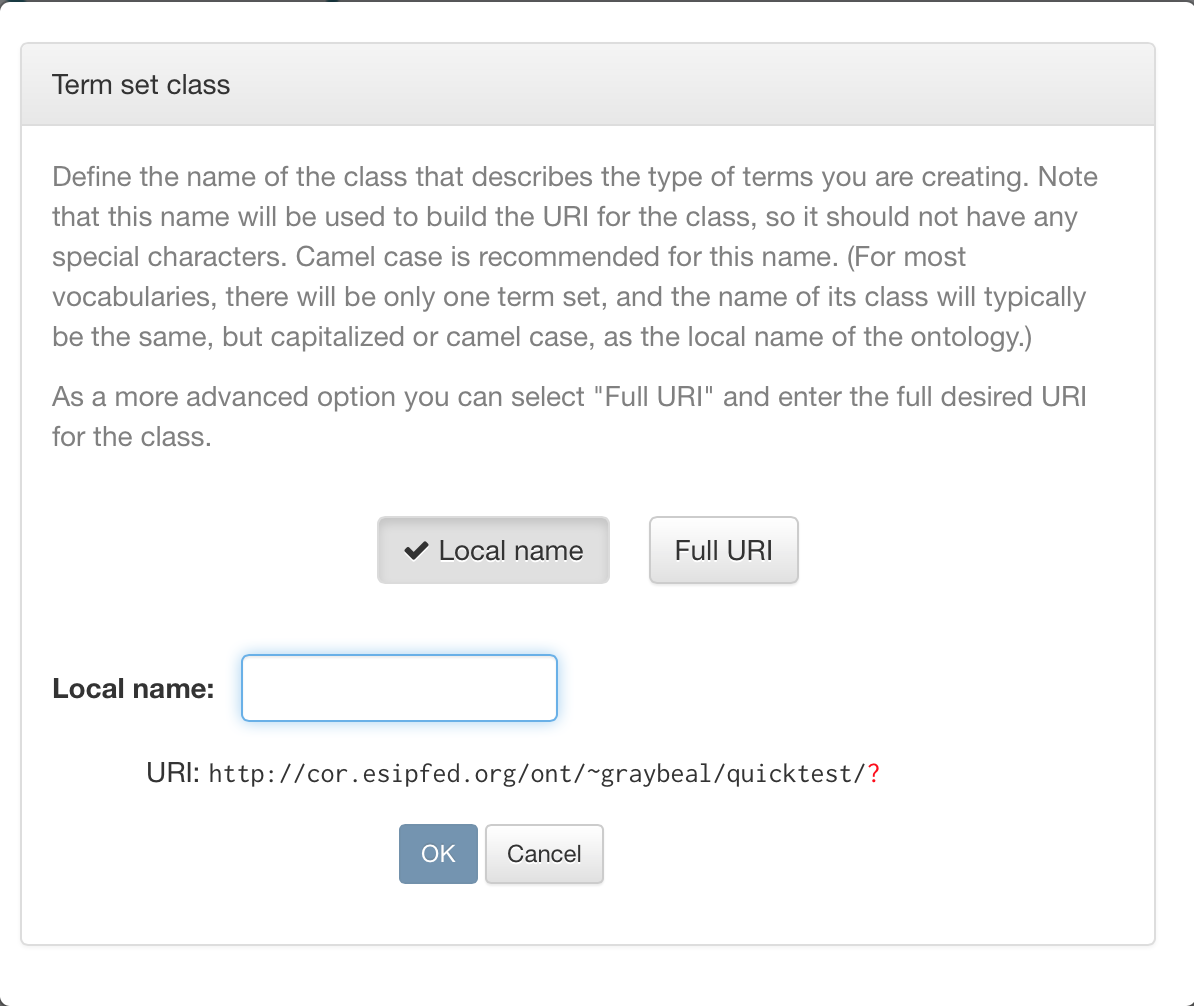 Term set class
Define the name of the class that describes the type of terms you are creating. Note
that this name will be used to build the URI for the class, so it should not have any
special characters. Camel case is recommended for this name. (For most
vocabularies, there will be only one term set, and the name of its class will typically
be the same, but capitalized or camel case, as the local name of the ontology.)
As a more advanced option you can select "Full URI" and enter the full desired URI
for the class.
✔ Local name Full URI
Local name:
URI: http://cor.esipfed.org/ont/~graybeal/quicktest/?
OK Cancel